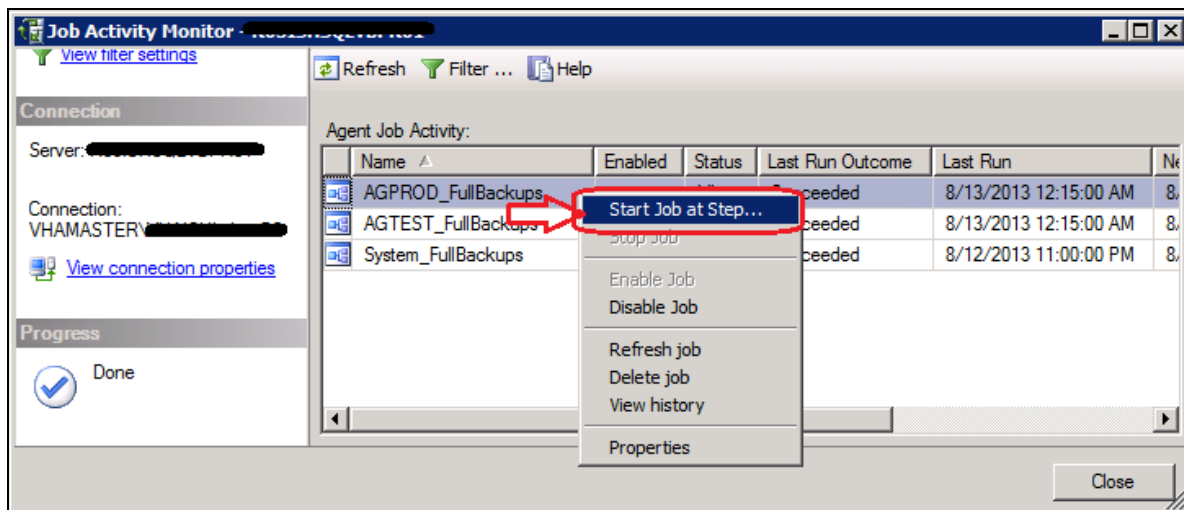 Job Activity Monitor -
View filter settings
Refresh Filter ... Help
Connection
Server:
Connection:
VHAMASTER\
View connection properties
Progress
Done
Agent Job Activity:
Name Enabled Status Last Run Outcome Last Run
AGPROD_FullBackups 8/13/2013 12:15:00 AM
AGTEST_FullBackups 8/13/2013 12:15:00 AM
System_FullBackups 8/12/2013 11:00:00 PM
Start Job at Step...
Stop Job
Enable Job
Disable Job
Refresh job
Delete job
View history
Properties
Close